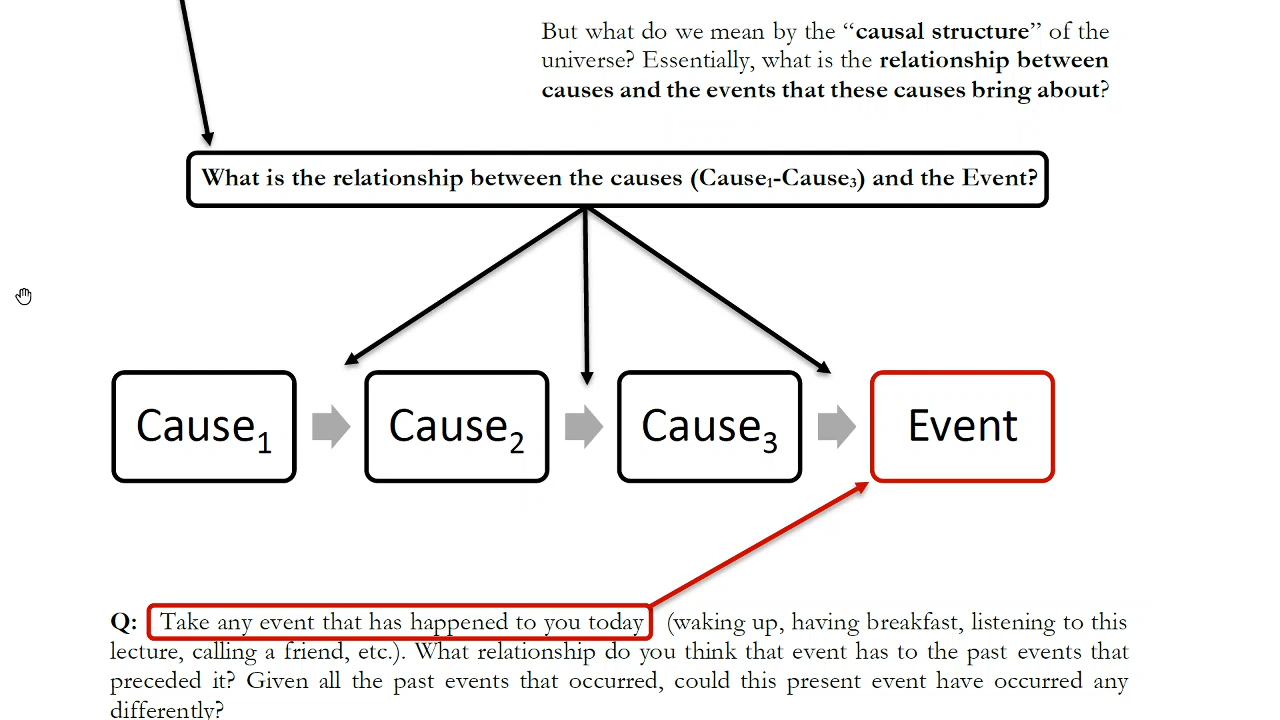 But what do we mean by the “causal structure” of the
universe? Essentially, what is the relationship between
causes and the events that these causes bring about?
What is the relationship between the causes (Cause₁-Cause₃) and the Event?
Cause₁
Cause₂
Cause₃
Event
Q: Take any event that has happened to you today (waking up, having breakfast, listening to this
lecture, calling a friend, etc.). What relationship do you think that event has to the past events that
preceded it? Given all the past events that occurred, could this present event have occurred any
differently?